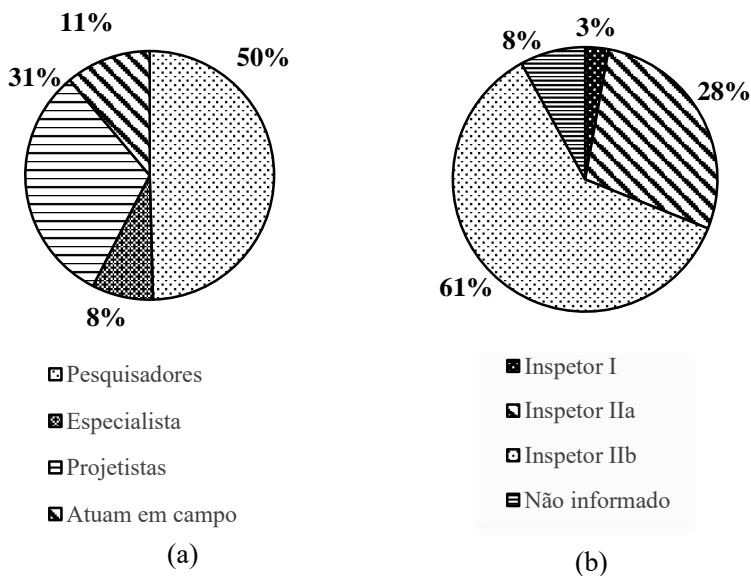 11%
50%
31%
8%
Pesquisadores
Especialista
Projetistas
Atuam em campo
(a)
3%
8%
28%
61%
Inspetor I
Inspetor IIa
Inspetor IIb
Não informado
(b)